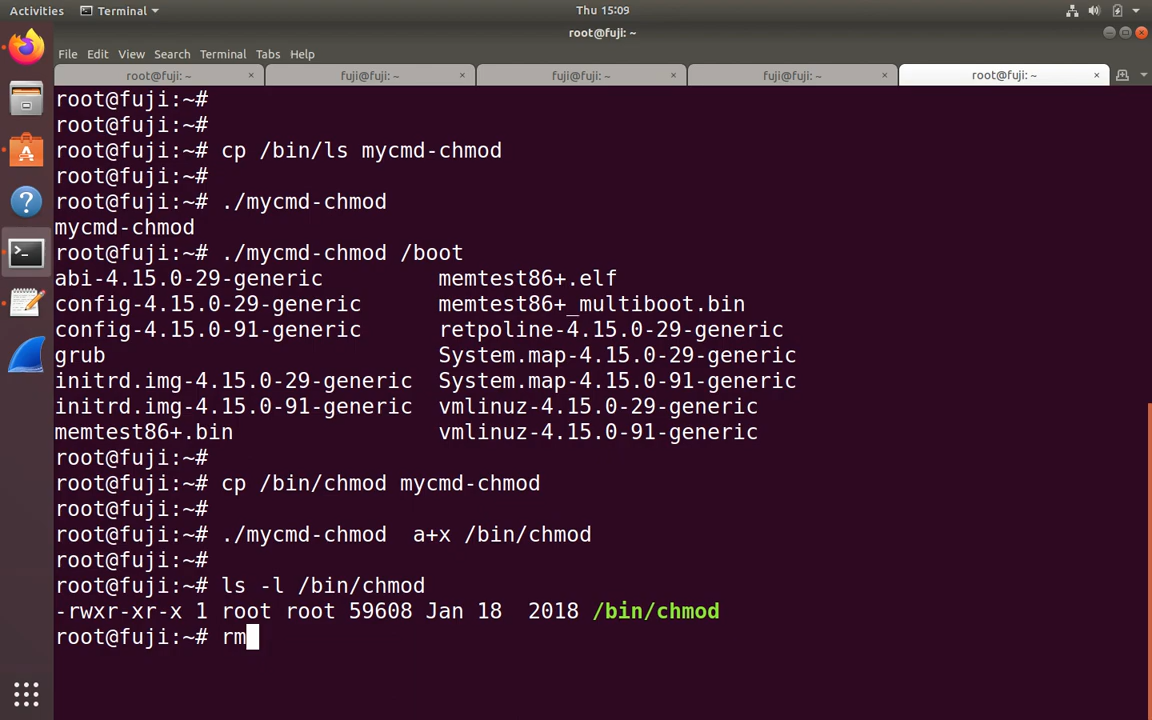 Activities Terminal Thu 15:09
root@fuji: ~
File Edit View Search Terminal Tabs Help
root@fuji: ~ × fuji@fuji: ~ × fuji@fuji: ~ × fuji@fuji: ~ × root@fuji: ~ ×
root@fuji:~#
root@fuji:~#
root@fuji:~# cp /bin/ls mycmd-chmod
root@fuji:~#
root@fuji:~# ./mycmd-chmod
mycmd-chmod
root@fuji:~# ./mycmd-chmod /boot
abi-4.15.0-29-generic memtest86+.elf
config-4.15.0-29-generic memtest86+_multiboot.bin
config-4.15.0-91-generic retpoline-4.15.0-29-generic
grub System.map-4.15.0-29-generic
initrd.img-4.15.0-29-generic System.map-4.15.0-91-generic
initrd.img-4.15.0-91-generic vmlinuz-4.15.0-29-generic
memtest86+.bin vmlinuz-4.15.0-91-generic
root@fuji:~#
root@fuji:~# cp /bin/chmod mycmd-chmod
root@fuji:~#
root@fuji:~# ./mycmd-chmod  a+x /bin/chmod
root@fuji:~#
root@fuji:~# ls -l /bin/chmod
-rwxr-xr-x 1 root root 59608 Jan 18  2018 /bin/chmod
root@fuji:~# rm